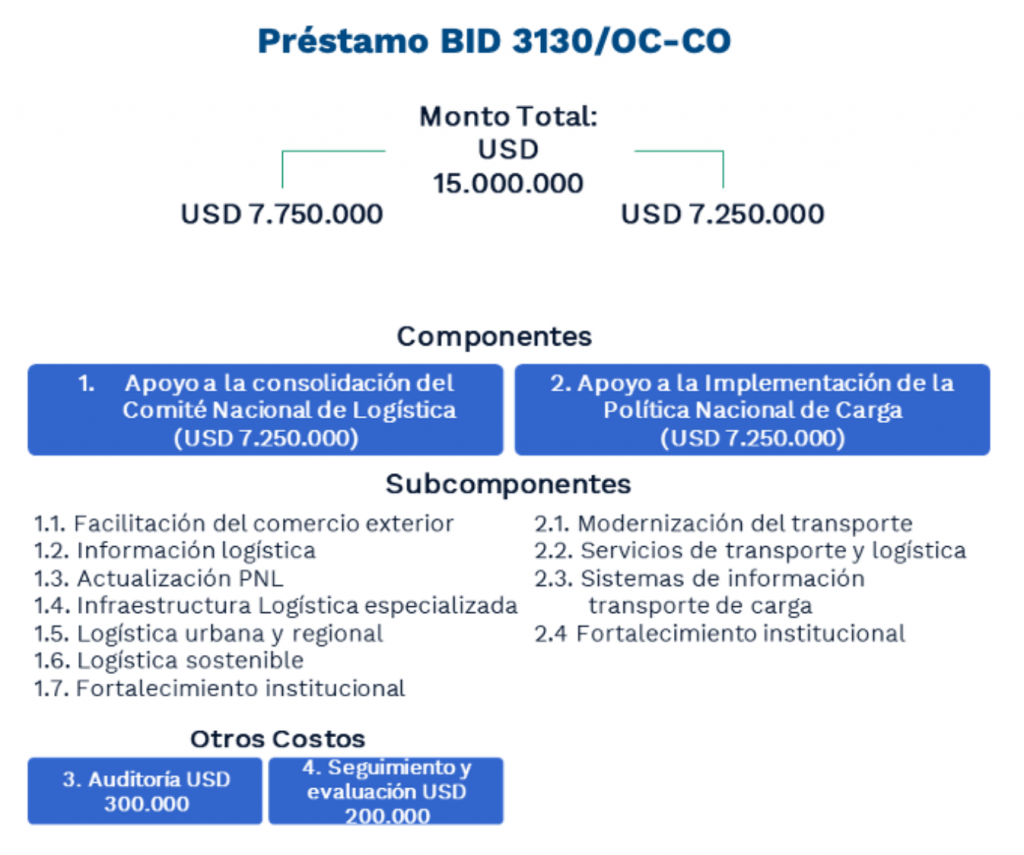 Préstamo BID 3130/OC-CO
Monto Total:
USD
15.000.000
USD 7.750.000
USD 7.250.000
Componentes
1. Apoyo a la consolidación del
Comité Nacional de Logística
(USD 7.250.000)
2. Apoyo a la Implementación de la
Política Nacional de Carga
(USD 7.250.000)
Subcomponentes
1.1. Facilitación del comercio exterior
1.2. Información logística
1.3. Actualización PNL
1.4. Infraestructura Logística especializada
1.5. Logística urbana y regional
1.6. Logística sostenible
1.7. Fortalecimiento institucional
2.1. Modernización del transporte
2.2. Servicios de transporte y logística
2.3. Sistemas de información
transporte de carga
2.4 Fortalecimiento institucional
Otros Costos
3. Auditoría USD
300.000
4. Seguimiento y
evaluación USD
200.000